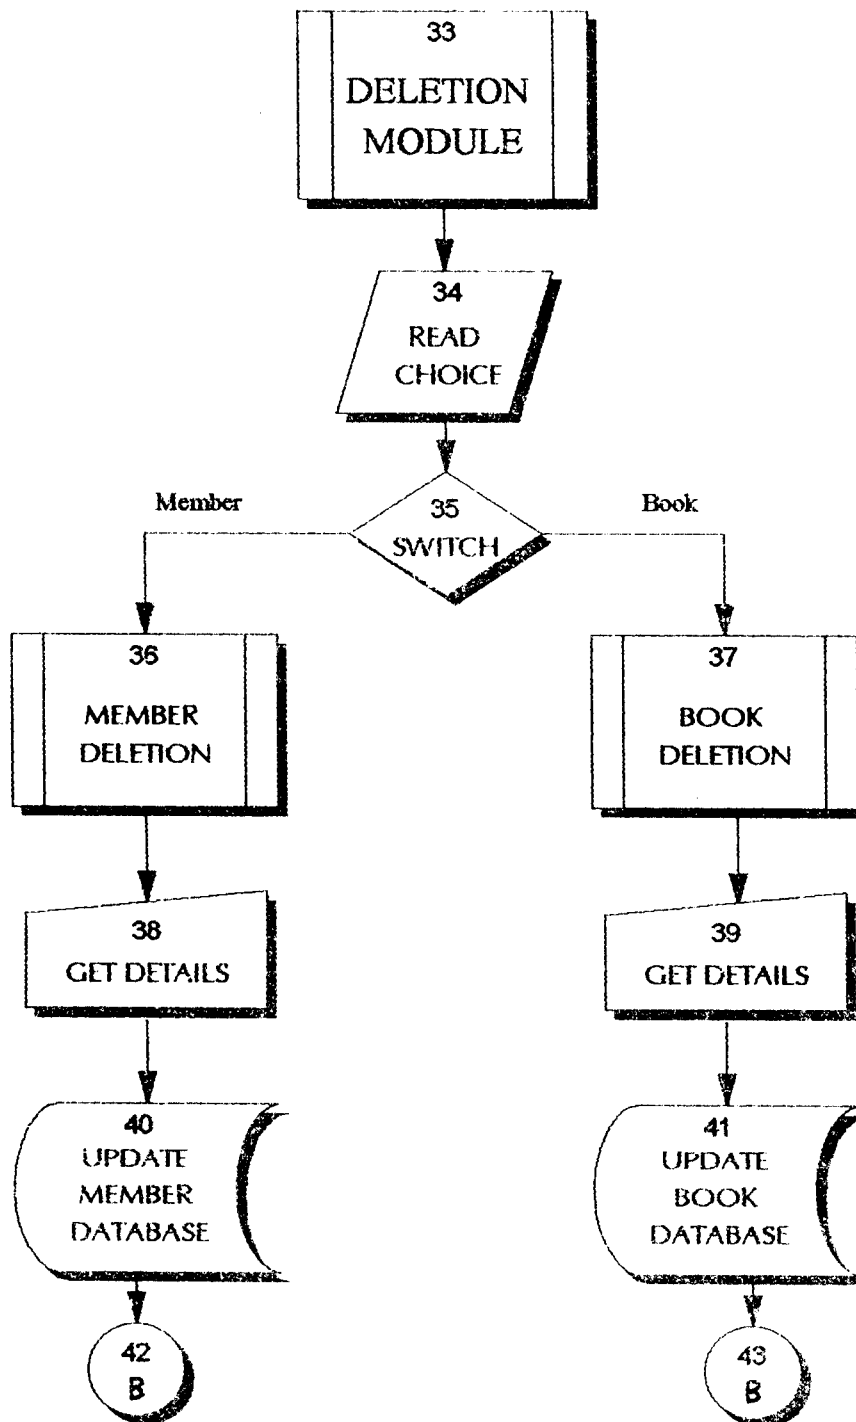 33
DELETION
MODULE
34
READ
CHOICE
Member
35
SWITCH
Book
36
MEMBER
DELETION
37
BOOK
DELETION
38
GET DETAILS
39
GET DETAILS
40
UPDATE
MEMBER
DATABASE
41
UPDATE
BOOK
DATABASE
42
B
43
B